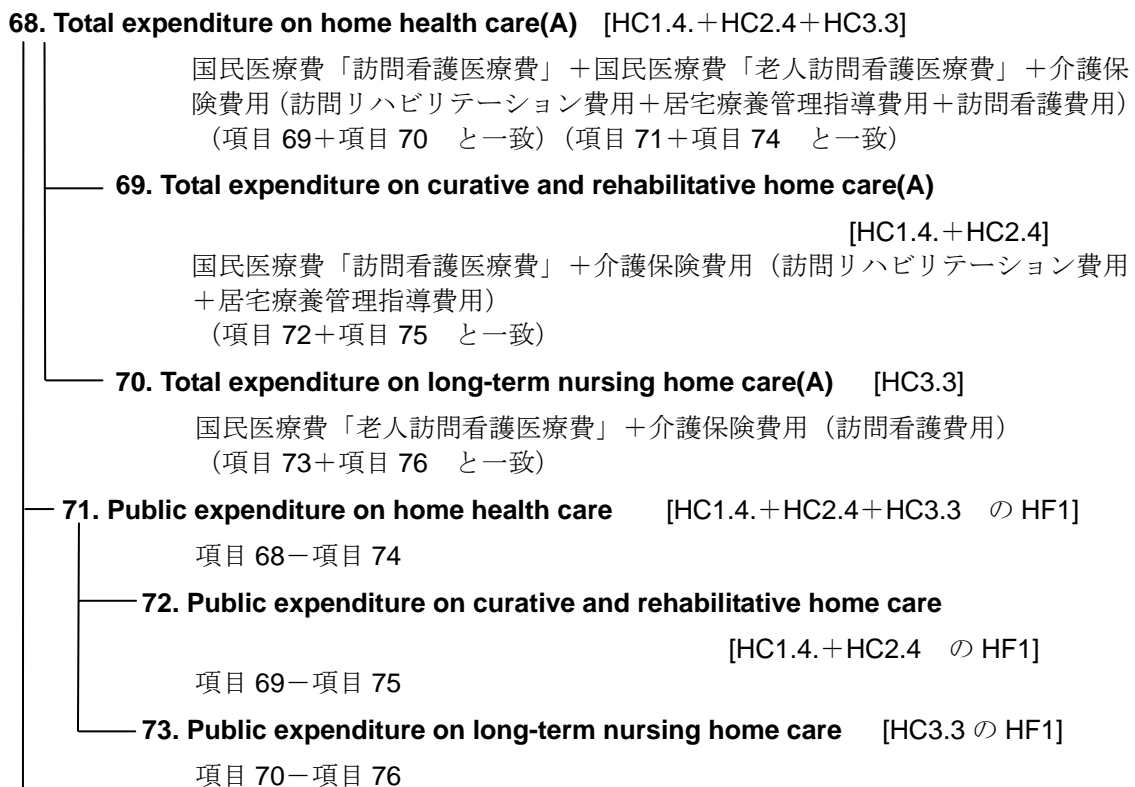 68. Total expenditure on home health care(A) [HC1.4.＋HC2.4＋HC3.3]
国民医療費「訪問看護医療費」＋国民医療費「老人訪問看護医療費」＋介護保
険費用（訪問リハビリテーション費用＋居宅療養管理指導費用＋訪問看護費用）
（項目 69＋項目 70　と一致）（項目 71＋項目 74　と一致）
69. Total expenditure on curative and rehabilitative home care(A)
[HC1.4.＋HC2.4]
国民医療費「訪問看護医療費」＋介護保険費用（訪問リハビリテーション費用
＋居宅療養管理指導費用）
（項目 72＋項目 75　と一致）
70. Total expenditure on long-term nursing home care(A) [HC3.3]
国民医療費「老人訪問看護医療費」＋介護保険費用（訪問看護費用）
（項目 73＋項目 76　と一致）
71. Public expenditure on home health care [HC1.4.＋HC2.4＋HC3.3　の HF1]
項目 68－項目 74
72. Public expenditure on curative and rehabilitative home care
[HC1.4.＋HC2.4　の HF1]
項目 69－項目 75
73. Public expenditure on long-term nursing home care [HC3.3 の HF1]
項目 70－項目 76